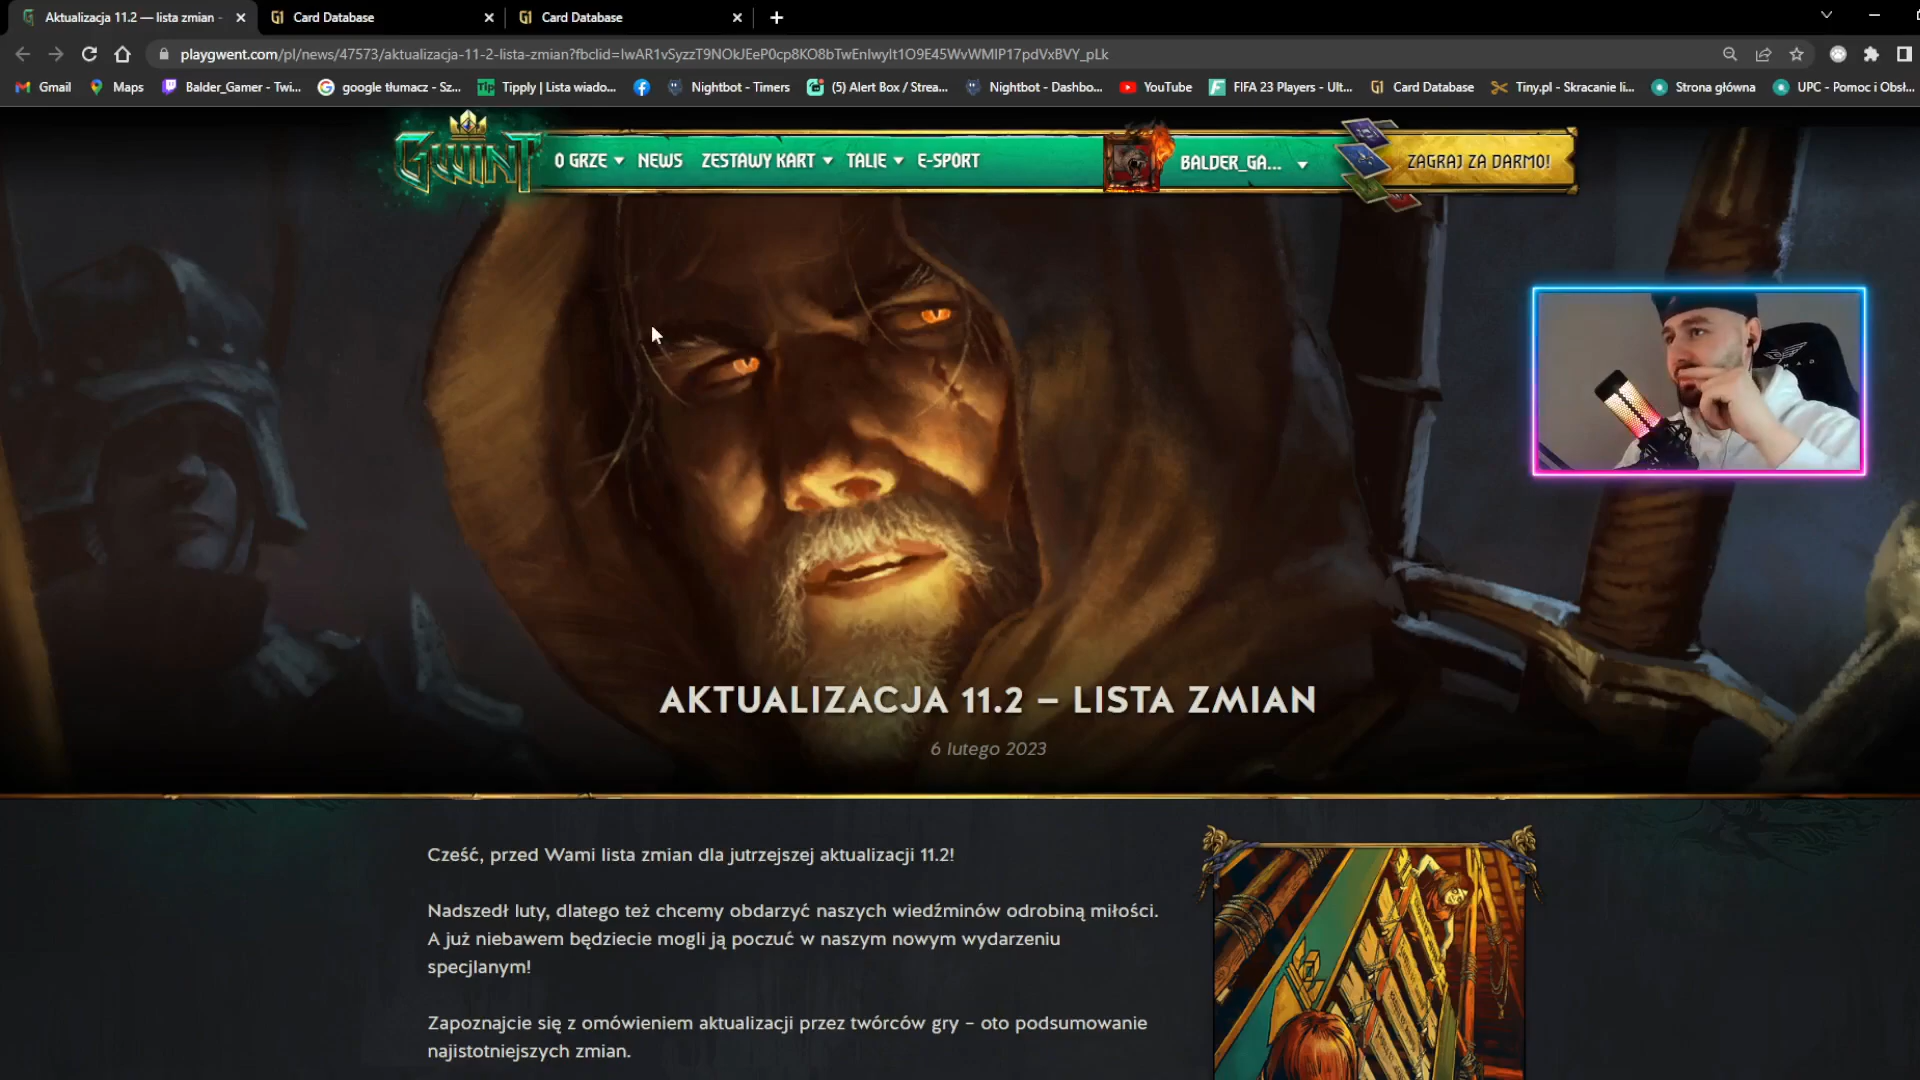 Aktualizacja 11.2 — lista zmian -
Card Database
Card Database
playgwent.com/pl/news/47573/aktualizacja-11-2-lista-zmian?fbclid=IwAR1vSyzzT9NOkJEeP0cp8KO8bTwEnIwyIt1O9E45WvWMIP17pdVxBVY_pLk
Gmail
Maps
Balder_Gamer - Twi...
google tłumacz - Sz...
Tipply | Lista wiado...
Nightbot - Timers
(5) Alert Box / Strea...
Nightbot - Dashbo...
YouTube
FIFA 23 Players - Ult...
Card Database
Tiny.pl - Skracanie li...
Strona główna
UPC - Pomoc i Obsł...
GWINT
O GRZE
NEWS
ZESTAWY KART
TALIE
E-SPORT
BALDER_GA...
ZAGRAJ ZA DARMO!
AKTUALIZACJA 11.2 – LISTA ZMIAN
6 lutego 2023
Cześć, przed Wami lista zmian dla jutrzejszej aktualizacji 11.2!
Nadszedł luty, dlatego też chcemy obdarzyć naszych wiedźminów odrobiną miłości.
A już niebawem będziecie mogli ją poczuć w naszym nowym wydarzeniu
specjlanym!
Zapoznajcie się z omówieniem aktualizacji przez twórców gry – oto podsumowanie
najistotniejszych zmian.